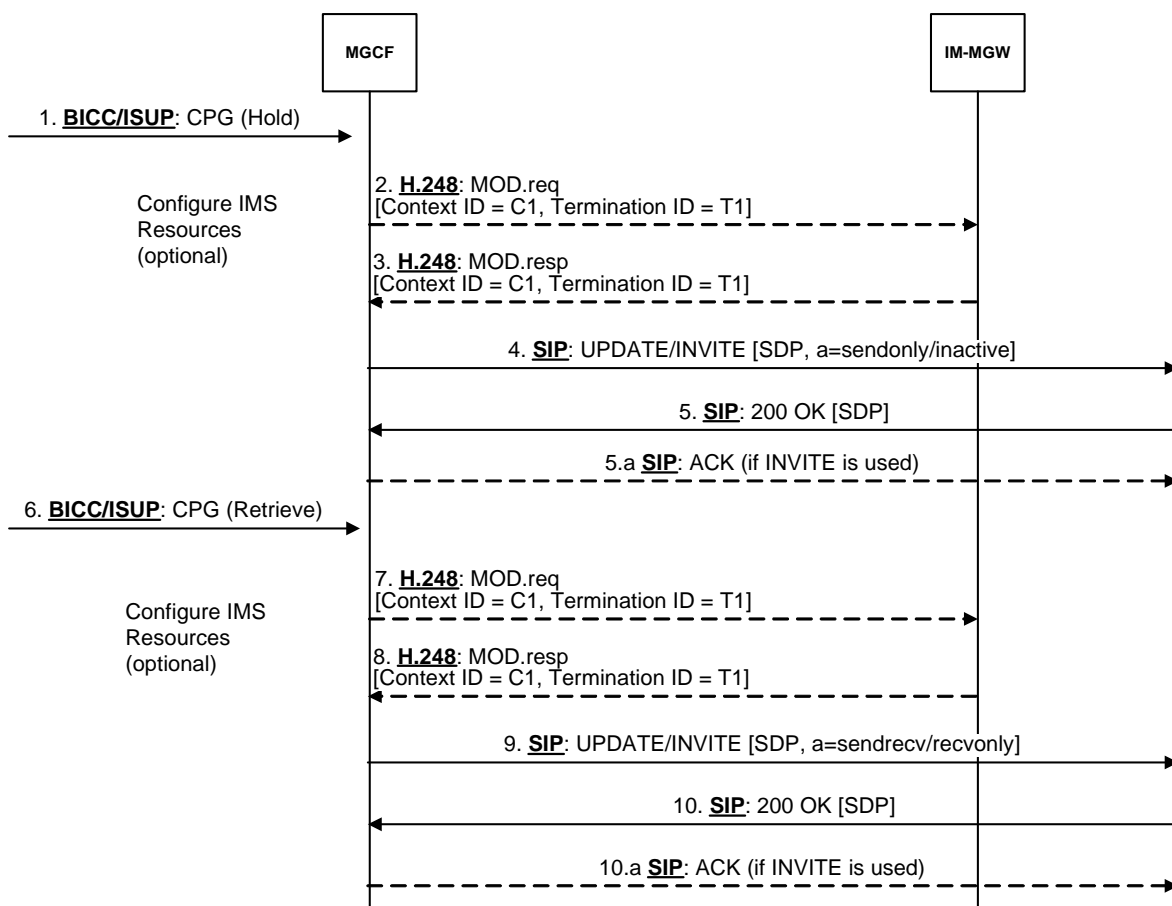 MGCF
IM-MGW
1. BICC/ISUP: CPG (Hold)
Configure IMS
Resources
(optional)
2. H.248: MOD.req
[Context ID = C1, Termination ID = T1]
3. H.248: MOD.resp
[Context ID = C1, Termination ID = T1]
4. SIP: UPDATE/INVITE [SDP, a=sendonly/inactive]
5. SIP: 200 OK [SDP]
5.a SIP: ACK (if INVITE is used)
6. BICC/ISUP: CPG (Retrieve)
Configure IMS
Resources
(optional)
7. H.248: MOD.req
[Context ID = C1, Termination ID = T1]
8. H.248: MOD.resp
[Context ID = C1, Termination ID = T1]
9. SIP: UPDATE/INVITE [SDP, a=sendrecv/recvonly]
10. SIP: 200 OK [SDP]
10.a SIP: ACK (if INVITE is used)